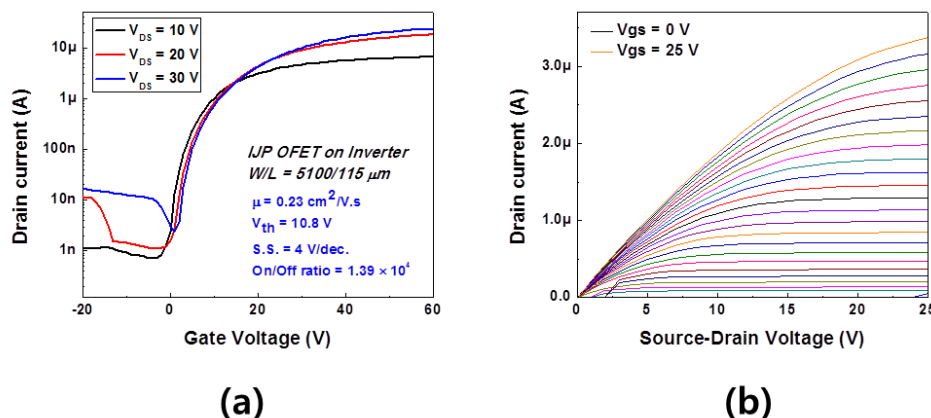 V_DS = 10 V
V_DS = 20 V
V_DS = 30 V
10μ
1μ
100n
10n
1n
Drain current (A)
IJP OFET on Inverter
W/L = 5100/115 μm
μ = 0.23 cm²/V.s
V_th = 10.8 V
S.S. = 4 V/dec.
On/Off ratio = 1.39 × 10⁴
-20 0 20 40 60
Gate Voltage (V)
(a)
Vgs = 0 V
Vgs = 25 V
3.0μ
2.0μ
1.0μ
0.0
Drain current (A)
0 5 10 15 20 25
Source-Drain Voltage (V)
(b)